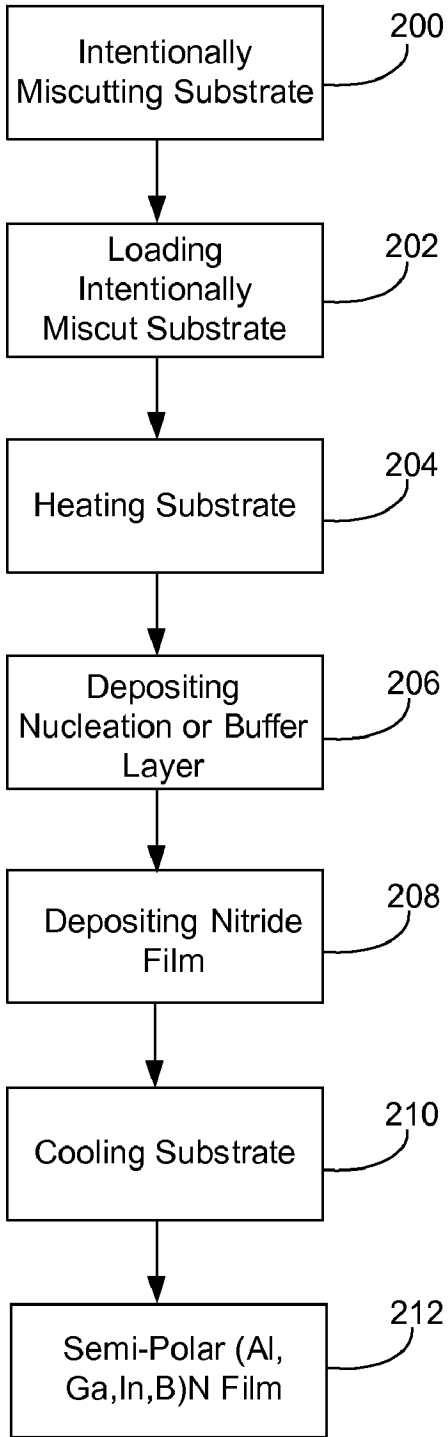 Intentionally
Miscutting Substrate
200
Loading
Intentionally
Miscut Substrate
202
Heating Substrate
204
Depositing
Nucleation or Buffer
Layer
206
Depositing Nitride
Film
208
Cooling Substrate
210
Semi-Polar (Al,
Ga,In,B)N Film
212